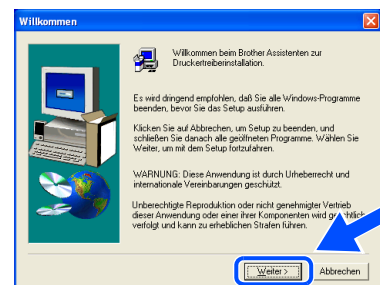 Willkommen
Willkommen beim Brother Assistenten zur
Druckertreiberinstallation.
Es wird dringend empfohlen, daß Sie alle Windows-Programme
beenden, bevor Sie das Setup ausführen.
Klicken Sie auf Abbrechen, um Setup zu beenden, und
schließen Sie danach alle geöffneten Programme. Wählen Sie
Weiter, um mit dem Setup fortzufahren.
WARNUNG: Diese Anwendung ist durch Urheberrecht und
internationale Vereinbarungen geschützt.
Unberechtigte Reproduktion oder nicht genehmigter Vertrieb
dieser Anwendung oder einer ihrer Komponenten wird gerichtlich
verfolgt und kann zu erheblichen Strafen führen.
Weiter > Abbrechen